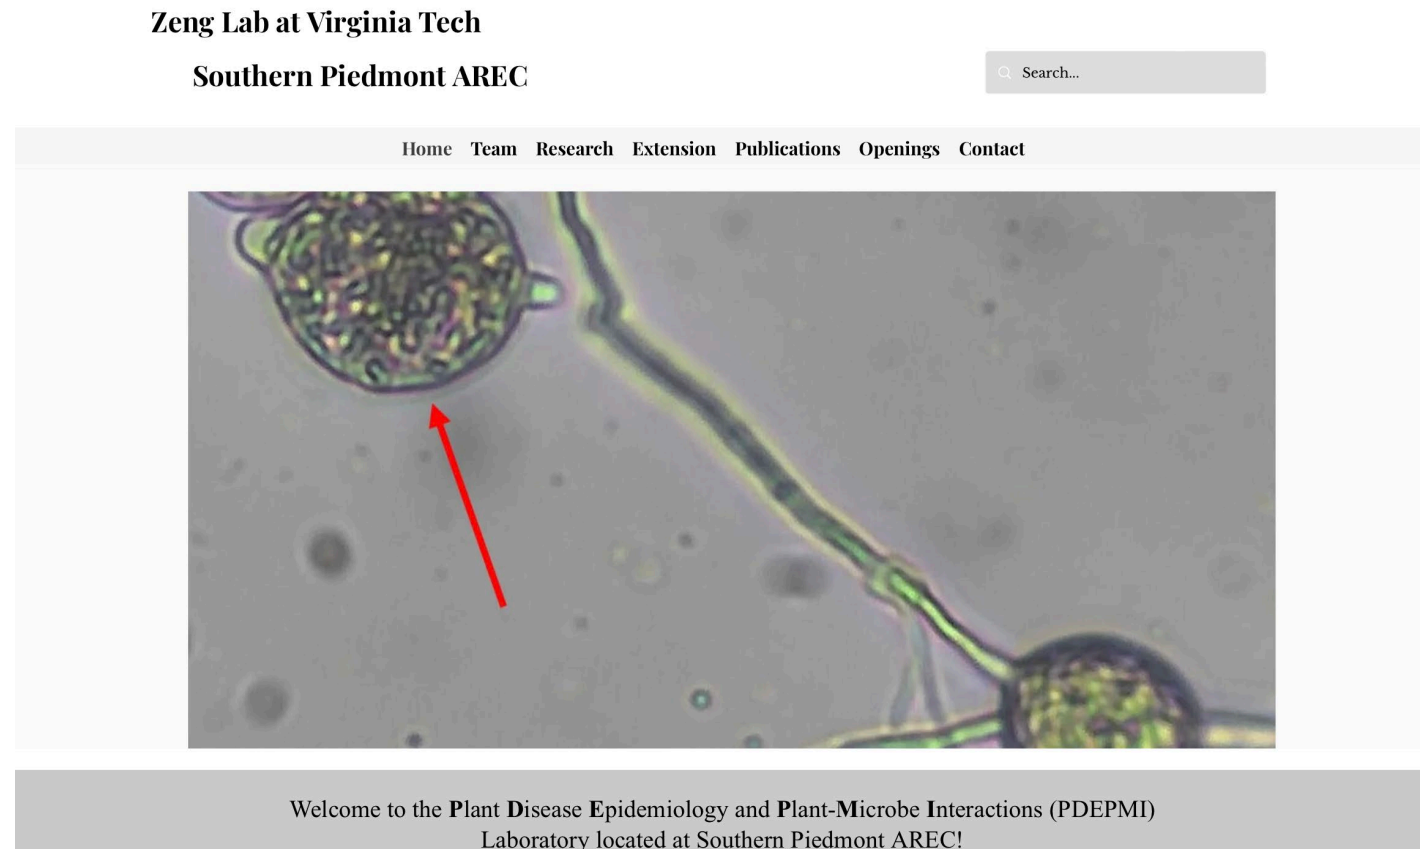 Zeng Lab at Virginia Tech
Southern Piedmont AREC
Search...
Home Team Research Extension Publications Openings Contact
Welcome to the Plant Disease Epidemiology and Plant-Microbe Interactions (PDEPMI)
Laboratory located at Southern Piedmont AREC!